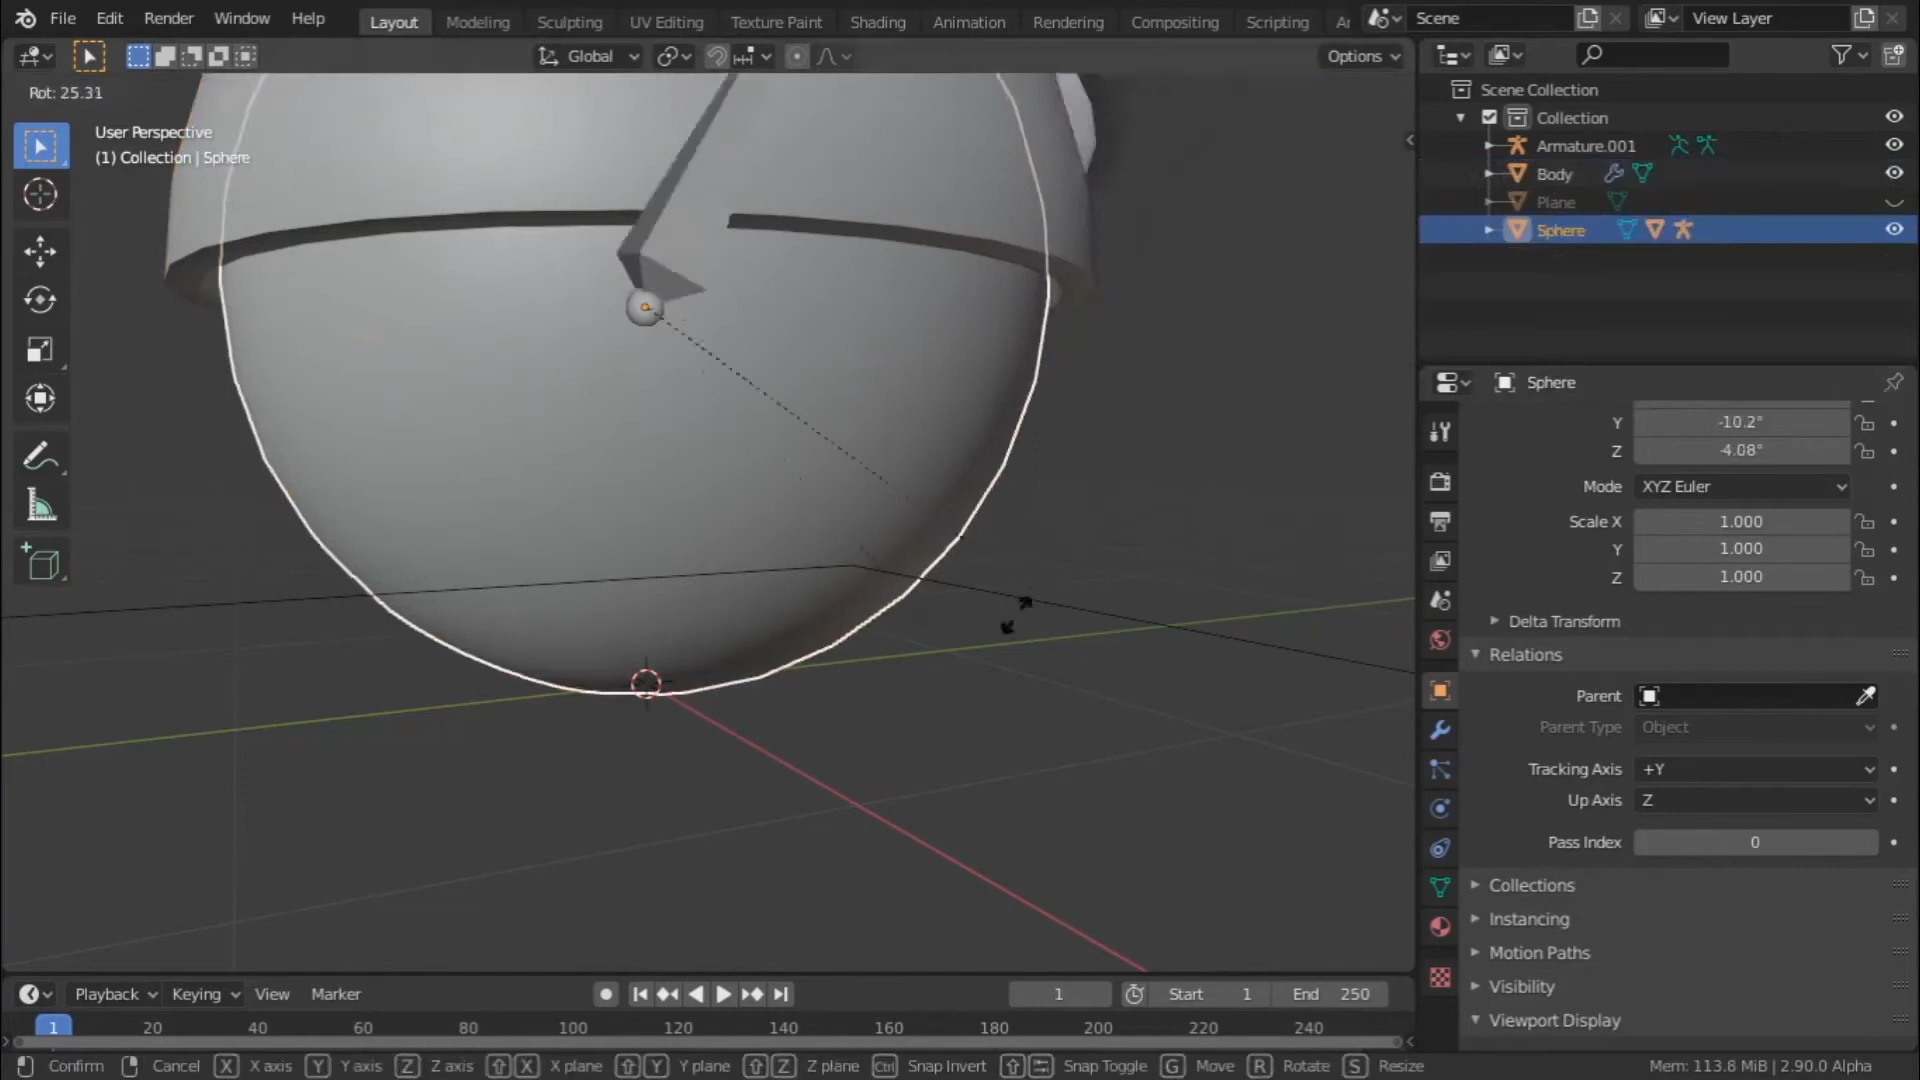 File Edit Render Window Help Layout Modeling Sculpting UV Editing Texture Paint Shading Animation Rendering Compositing Scripting Ar Scene View Layer
Global Options
Rot: 25.31
User Perspective
(1) Collection | Sphere
Scene Collection
Collection
Armature.001
Body
Plane
Sphere
Sphere
Y -10.2°
Z -4.08°
Mode XYZ Euler
Scale X 1.000
Y 1.000
Z 1.000
Delta Transform
Relations
Parent
Parent Type Object
Tracking Axis +Y
Up Axis Z
Pass Index 0
Collections
Instancing
Motion Paths
Visibility
Viewport Display
Playback Keying View Marker 1 Start 1 End 250
1 20 40 60 80 100 120 140 160 180 200 220 240
Confirm Cancel X X axis Y Y axis Z Z axis X X plane Y Y plane Z Z plane Ctrl Snap Invert Snap Toggle G Move R Rotate S Resize Mem: 113.8 MiB | 2.90.0 Alpha